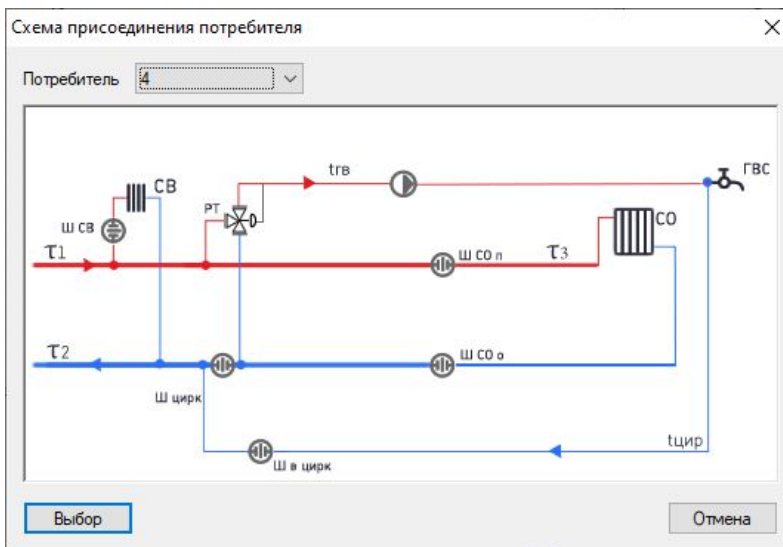 Схема присоединения потребителя
Потребитель 4
tгв
ГВС
СВ
РТ
СО
Ш СВ
τ1
Ш СО п
τ3
τ2
Ш СО о
Ш цирк
tцир
Ш в цирк
Выбор
Отмена